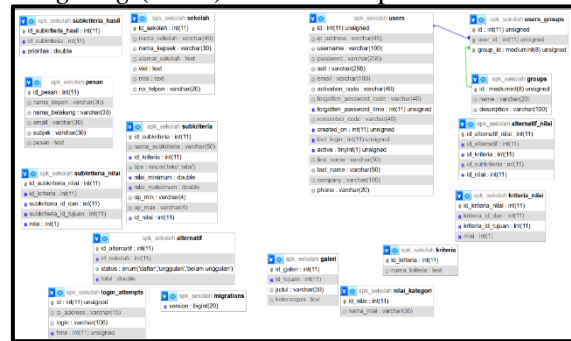 spk_sekolah subkriteria_hasil
id_subkriteria_hasil : int(11)
id_subkriteria : int(11)
prioritas : double
spk_sekolah sekolah
id_sekolah : int(11)
nama_sekolah : varchar(40)
nama_kepsek : varchar(30)
alamat_sekolah : text
visi : text
misi : text
no_telpon : varchar(20)
spk_sekolah users
id : int(11) unsigned
ip_address : varchar(45)
username : varchar(100)
password : varchar(255)
salt : varchar(255)
email : varchar(100)
activation_code : varchar(40)
forgotten_password_code : varchar(40)
forgotten_password_time : int(11) unsigned
remember_code : varchar(40)
created_on : int(11) unsigned
last_login : int(11) unsigned
active : tinyint(1) unsigned
first_name : varchar(50)
last_name : varchar(50)
company : varchar(100)
phone : varchar(20)
spk_sekolah users_groups
id : int(11) unsigned
user_id : int(11) unsigned
group_id : mediumint(8) unsigned
spk_sekolah pesan
id_pesan : int(11)
nama_depan : varchar(30)
nama_belakang : varchar(30)
email : varchar(30)
subyek : varchar(30)
pesan : text
spk_sekolah groups
id : mediumint(8) unsigned
name : varchar(20)
description : varchar(100)
spk_sekolah subkriteria
id_subkriteria : int(11)
nama_subkriteria : varchar(50)
id_kriteria : int(11)
tipe : enum('teks','nilai')
nilai_minimum : double
nilai_maksimum : double
op_min : varchar(4)
op_max : varchar(4)
id_nilai : int(11)
spk_sekolah alternatif_nilai
id_alternatif_nilai : int(11)
id_alternatif : int(11)
id_kriteria : int(11)
id_subkriteria : int(11)
id_nilai : int(11)
spk_sekolah subkriteria_nilai
id_subkriteria_nilai : int(11)
id_kriteria : int(11)
subkriteria_id_dari : int(11)
subkriteria_id_tujuan : int(11)
nilai : int(1)
spk_sekolah kriteria_nilai
id_kriteria_nilai : int(11)
kriteria_id_dari : int(11)
kriteria_id_tujuan : int(11)
nilai : int(1)
spk_sekolah alternatif
id_alternatif : int(11)
id_sekolah : int(11)
status : enum('daftar','unggulan','belum unggulan')
total : double
spk_sekolah galeri
id_galeri : int(11)
id_tujuan : int(11)
judul : varchar(30)
keterangan : text
spk_sekolah kriteria
id_kriteria : int(11)
nama_kriteria : text
spk_sekolah login_attempts
id : int(11) unsigned
ip_address : varchar(15)
login : varchar(100)
time : int(11) unsigned
spk_sekolah migrations
version : bigint(20)
spk_sekolah nilai_kategori
id_nilai : int(11)
nama_nilai : varchar(30)